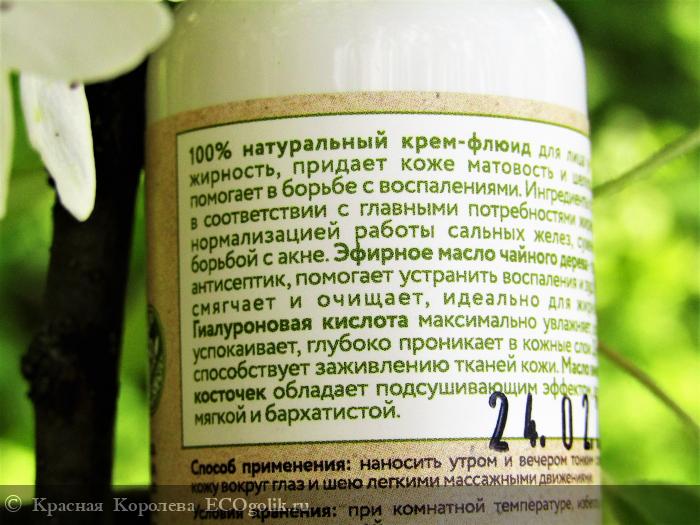 100% натуральный крем-флюид для лица
жирность, придает коже матовость и
помогает в борьбе с воспалениями.
в соответствии с главными потребностями
нормализацией работы сальных желез,
борьбой с акне. Эфирное масло чайного дерева
антисептик, помогает устранить воспаления и
смягчает и очищает, идеально для
Гиалуроновая кислота максимально увлажняет,
успокаивает, глубоко проникает в кожные
способствует заживлению тканей кожи. Масло
косточек обладает подсушивающим эффектом,
мягкой и бархатистой.
24.02.
Способ применения: наносить утром и вечером тонким
кожу вокруг глаз и шею легкими массажными движениями
Условия хранения: при комнатной температуре,
© Красная Королева ECOgolik.ru